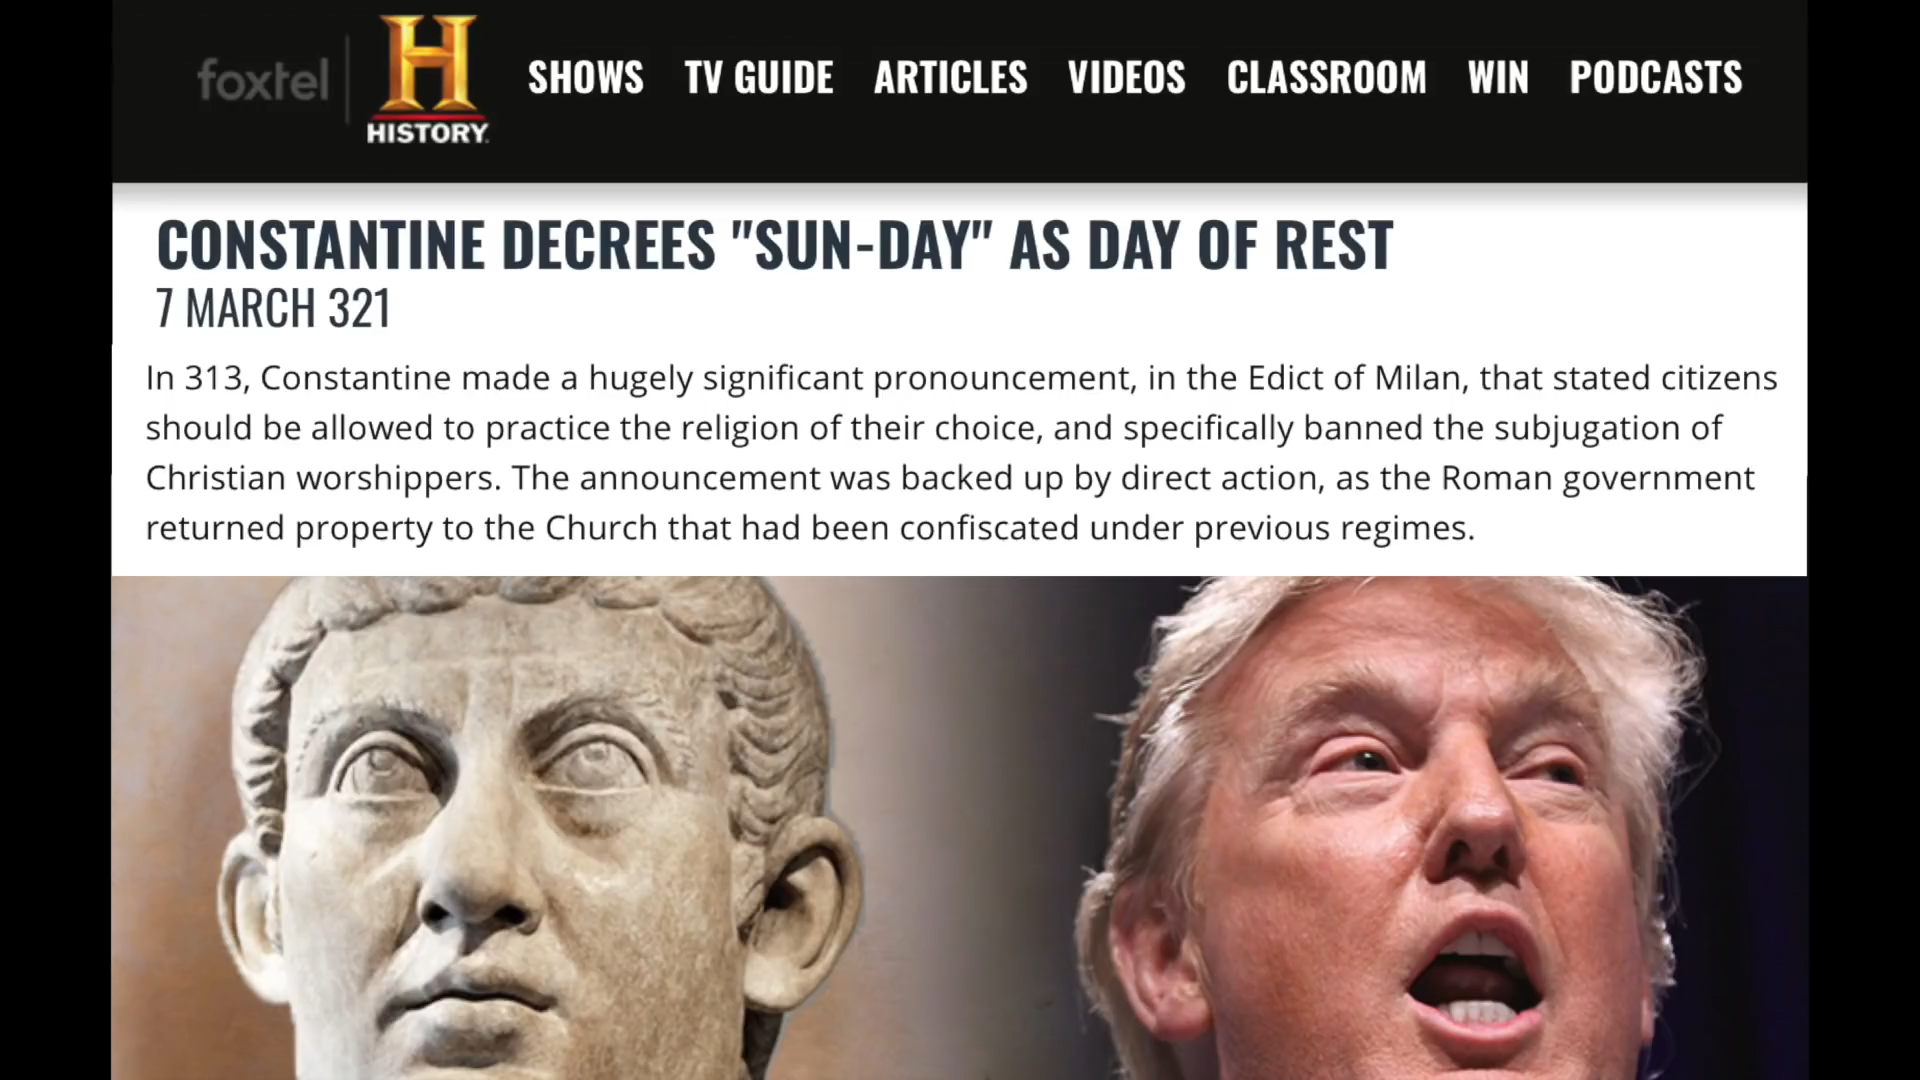 foxtel
H
HISTORY.
SHOWS TV GUIDE ARTICLES VIDEOS CLASSROOM WIN PODCASTS
CONSTANTINE DECREES "SUN-DAY" AS DAY OF REST
7 MARCH 321
In 313, Constantine made a hugely significant pronouncement, in the Edict of Milan, that stated citizens
should be allowed to practice the religion of their choice, and specifically banned the subjugation of
Christian worshippers. The announcement was backed up by direct action, as the Roman government
returned property to the Church that had been confiscated under previous regimes.